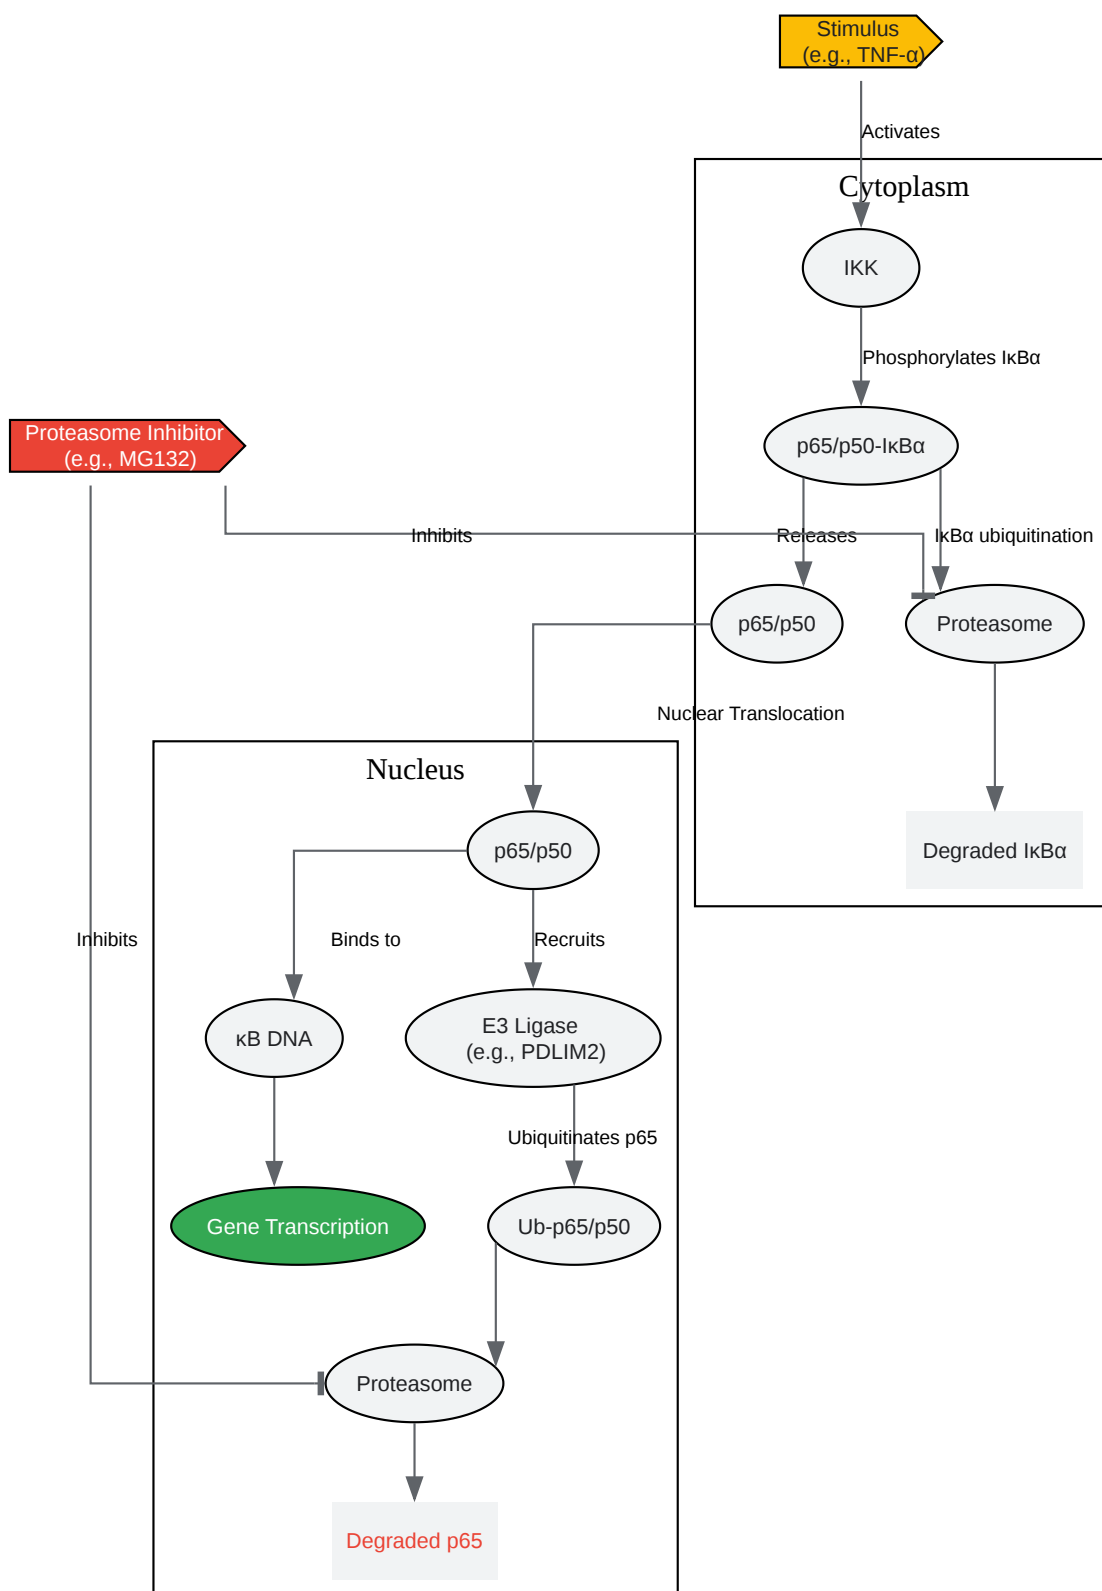 Stimulus
(e.g., TNF-α)
Activates
Cytoplasm
IKK
Phosphorylates IκBα
Proteasome Inhibitor
(e.g., MG132)
p65/p50-IκBα
Inhibits
Releases
IκBα ubiquitination
p65/p50
Proteasome
Nuclear Translocation
Nucleus
p65/p50
Degraded IκBα
Inhibits
Binds to
Recruits
κB DNA
E3 Ligase
(e.g., PDLIM2)
Ubiquitinates p65
Gene Transcription
Ub-p65/p50
Proteasome
Degraded p65